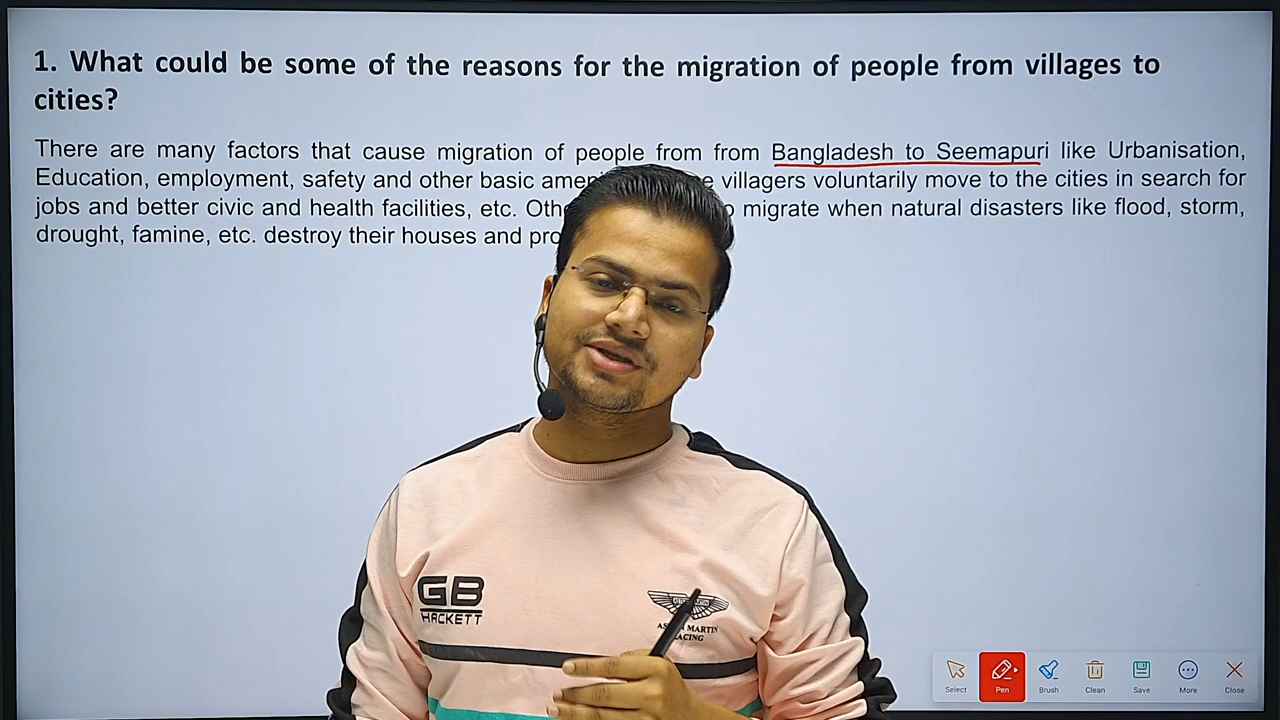 1. What could be some of the reasons for the migration of people from villages to
cities?
There are many factors that cause migration of people from from Bangladesh to Seemapuri like Urbanisation,
Education, employment, safety and other basic villagers voluntarily move to the cities in search for
jobs and better civic and health facilities, etc. migrate when natural disasters like flood, storm,
drought, famine, etc. destroy their houses and
GB
HACKETT
MARTIN
RACING
Select
Pen
Brush
Clean
Save
More
Close